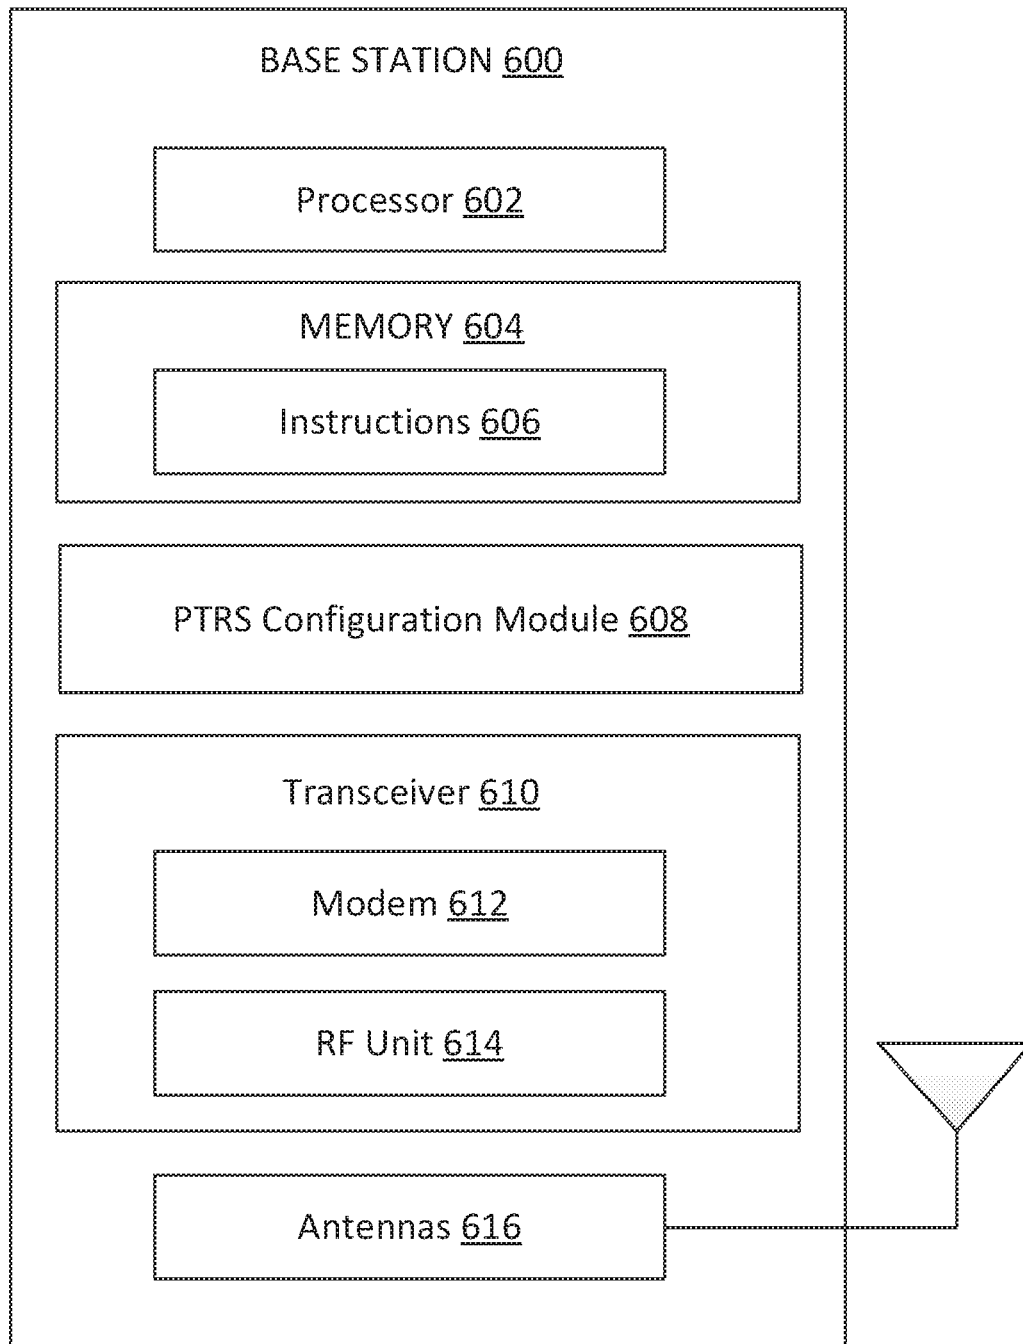 BASE STATION 600
Processor 602
MEMORY 604
Instructions 606
PTRS Configuration Module 608
Transceiver 610
Modem 612
RF Unit 614
Antennas 616